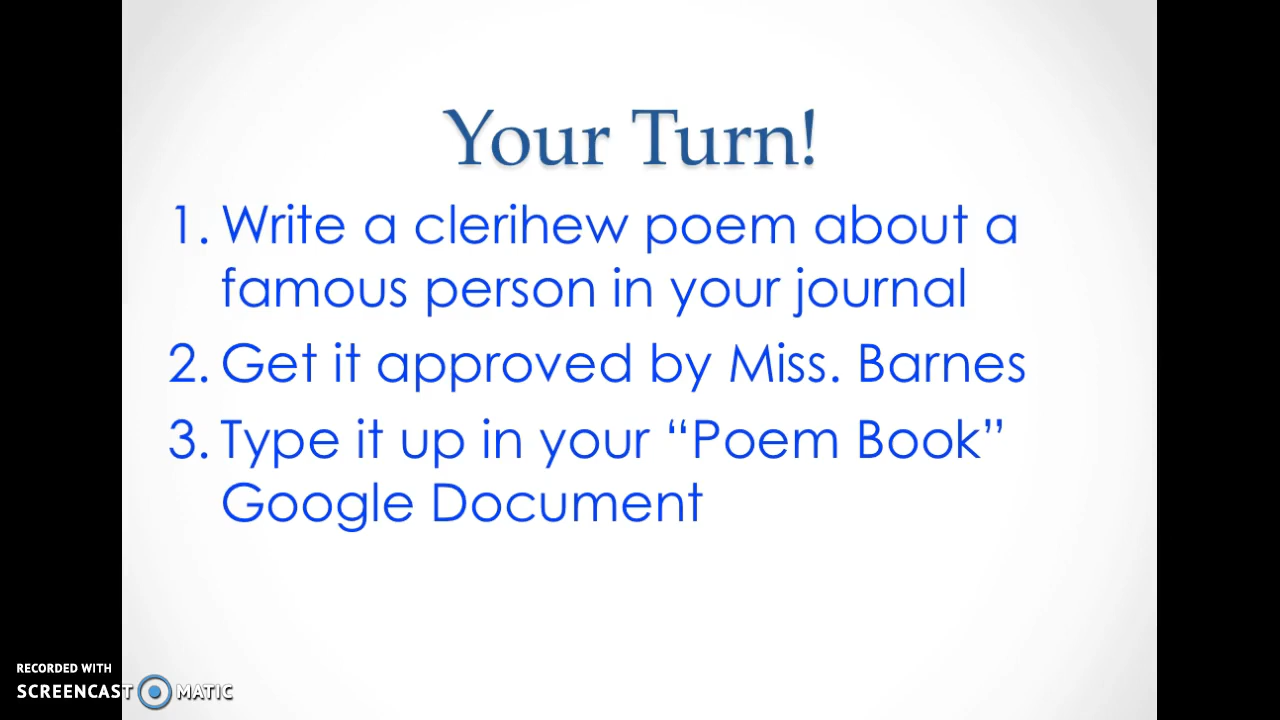 Your Turn!
1. Write a clerihew poem about a
famous person in your journal
2. Get it approved by Miss. Barnes
3. Type it up in your “Poem Book”
Google Document
RECORDED WITH
SCREENCAST MATIC